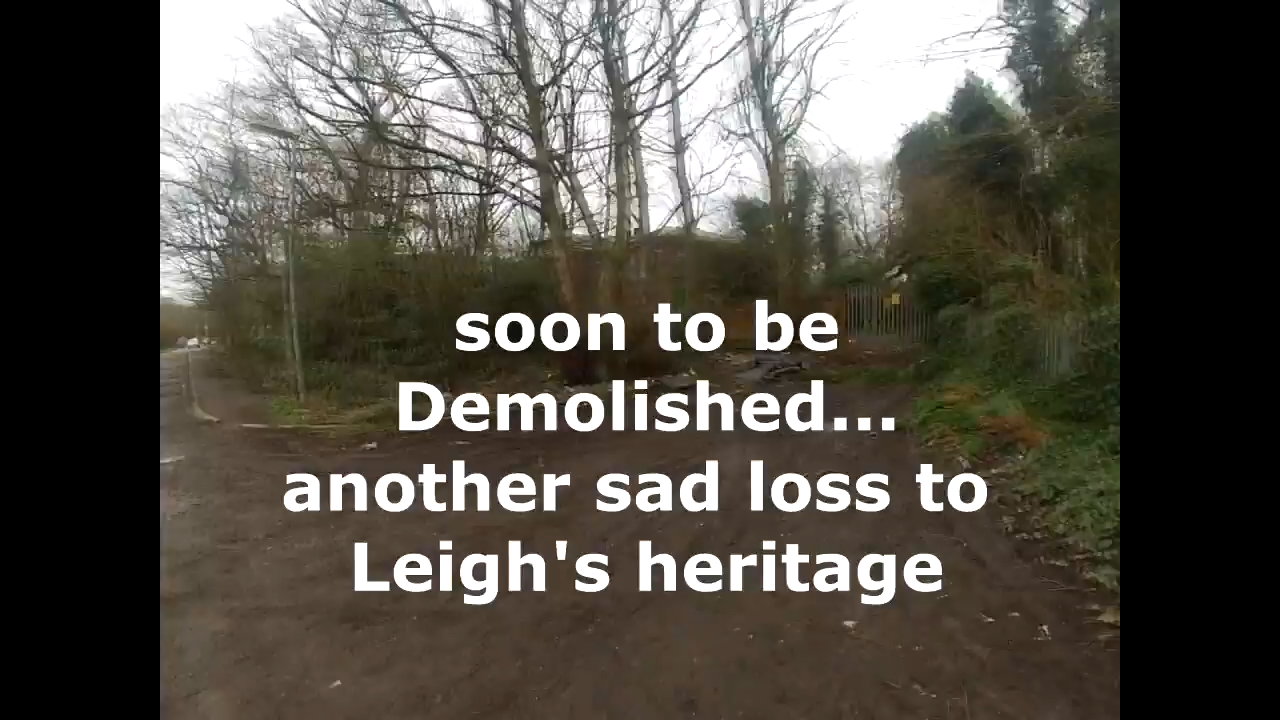 soon to be
Demolished...
another sad loss to
Leigh's heritage